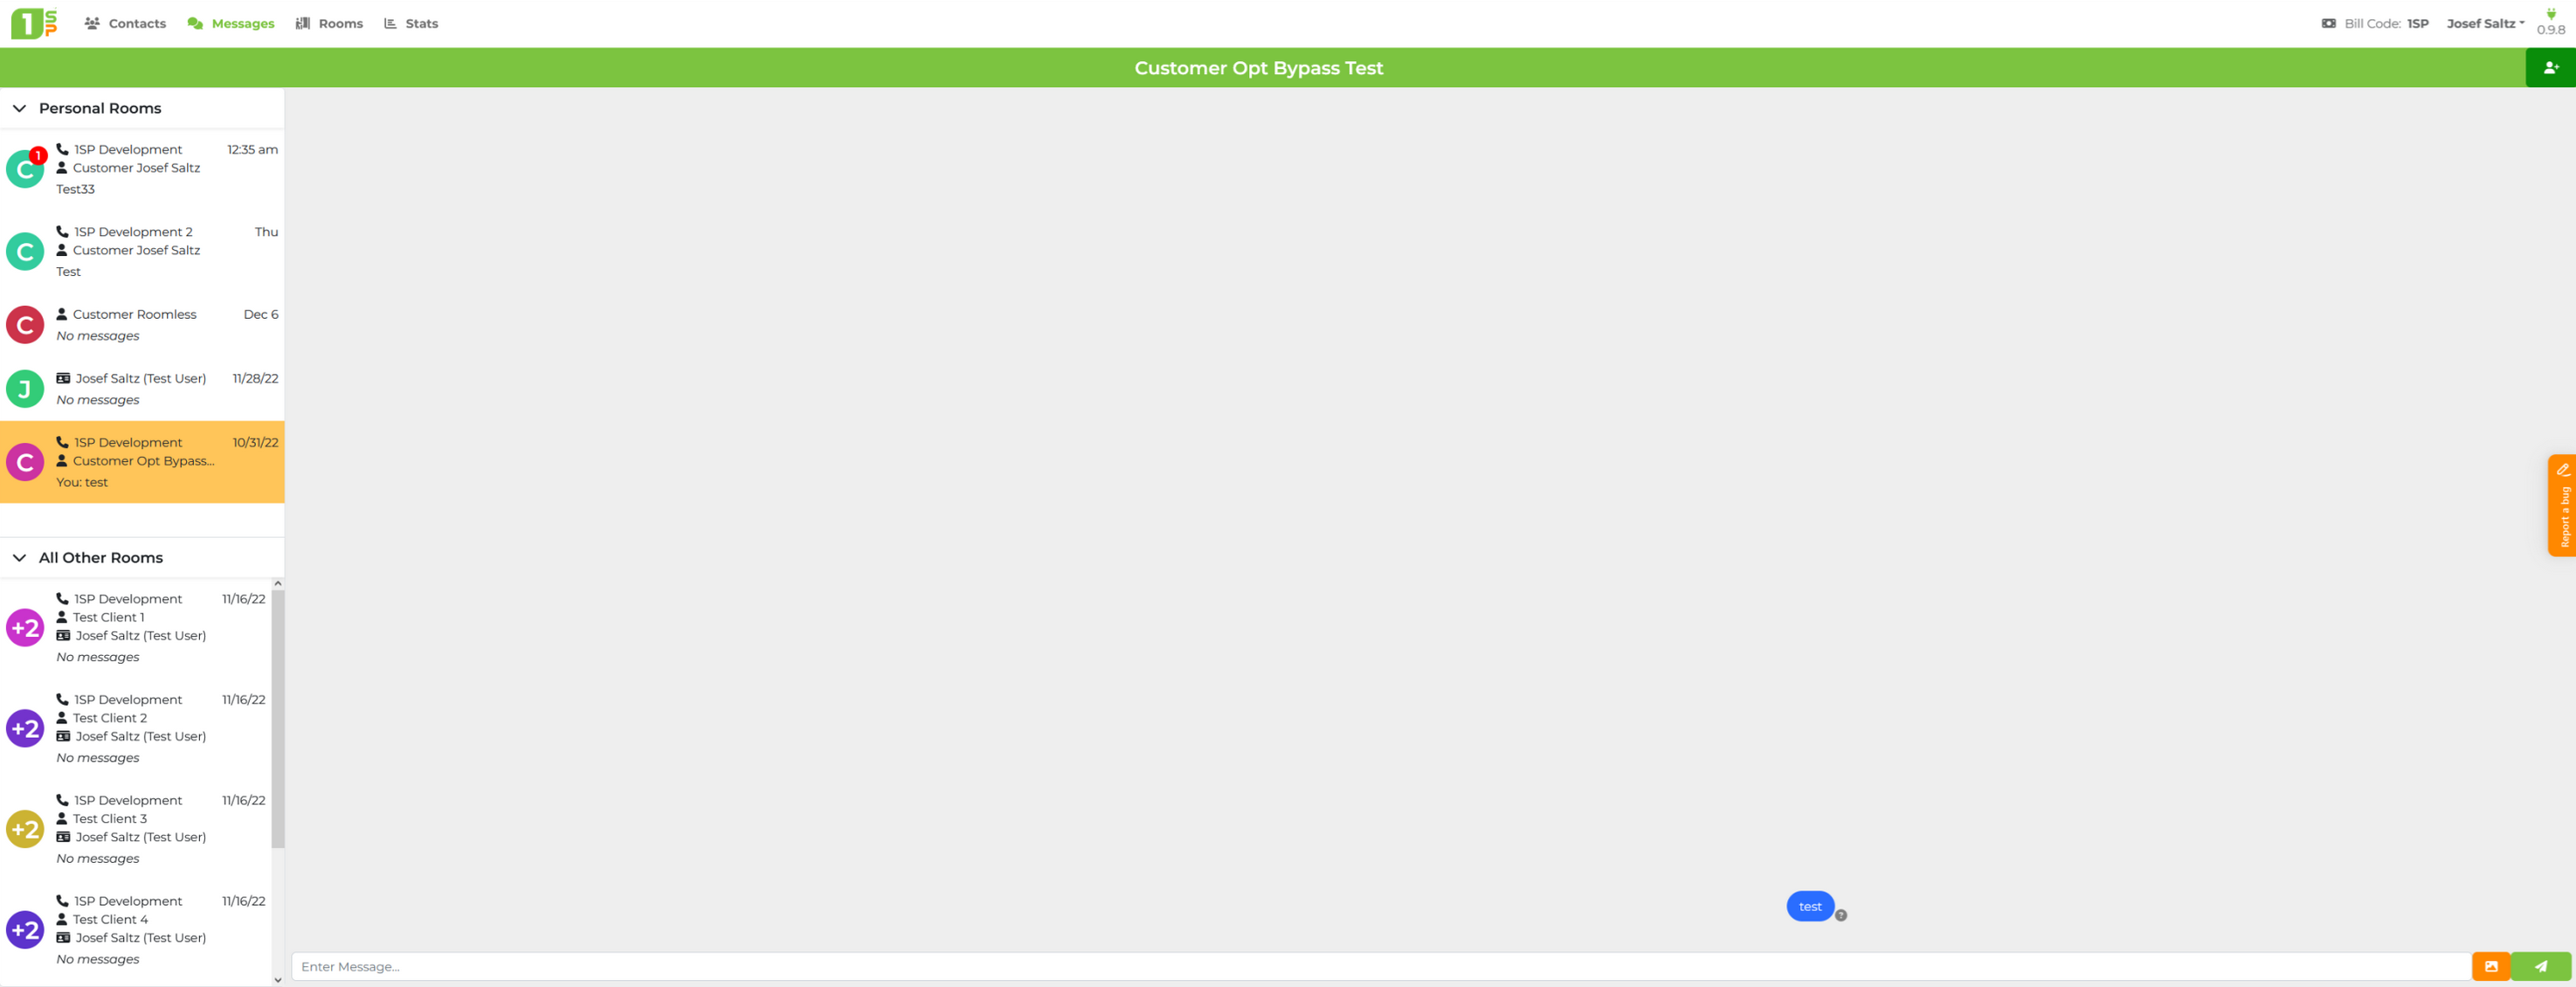 1SP Contacts Messages Rooms Stats Bill Code: 1SP Josef Saltz 0.9.8
Customer Opt Bypass Test
Personal Rooms
C 1
1SP Development 12:35 am
Customer Josef Saltz
Test33
C
1SP Development 2 Thu
Customer Josef Saltz
Test
C
Customer Roomless Dec 6
No messages
J
Josef Saltz (Test User) 11/28/22
No messages
C
1SP Development 10/31/22
Customer Opt Bypass...
You: test
All Other Rooms
+2
1SP Development 11/16/22
Test Client 1
Josef Saltz (Test User)
No messages
+2
1SP Development 11/16/22
Test Client 2
Josef Saltz (Test User)
No messages
+2
1SP Development 11/16/22
Test Client 3
Josef Saltz (Test User)
No messages
+2
1SP Development 11/16/22
Test Client 4
Josef Saltz (Test User)
No messages
test ?
Enter Message...
Report a bug